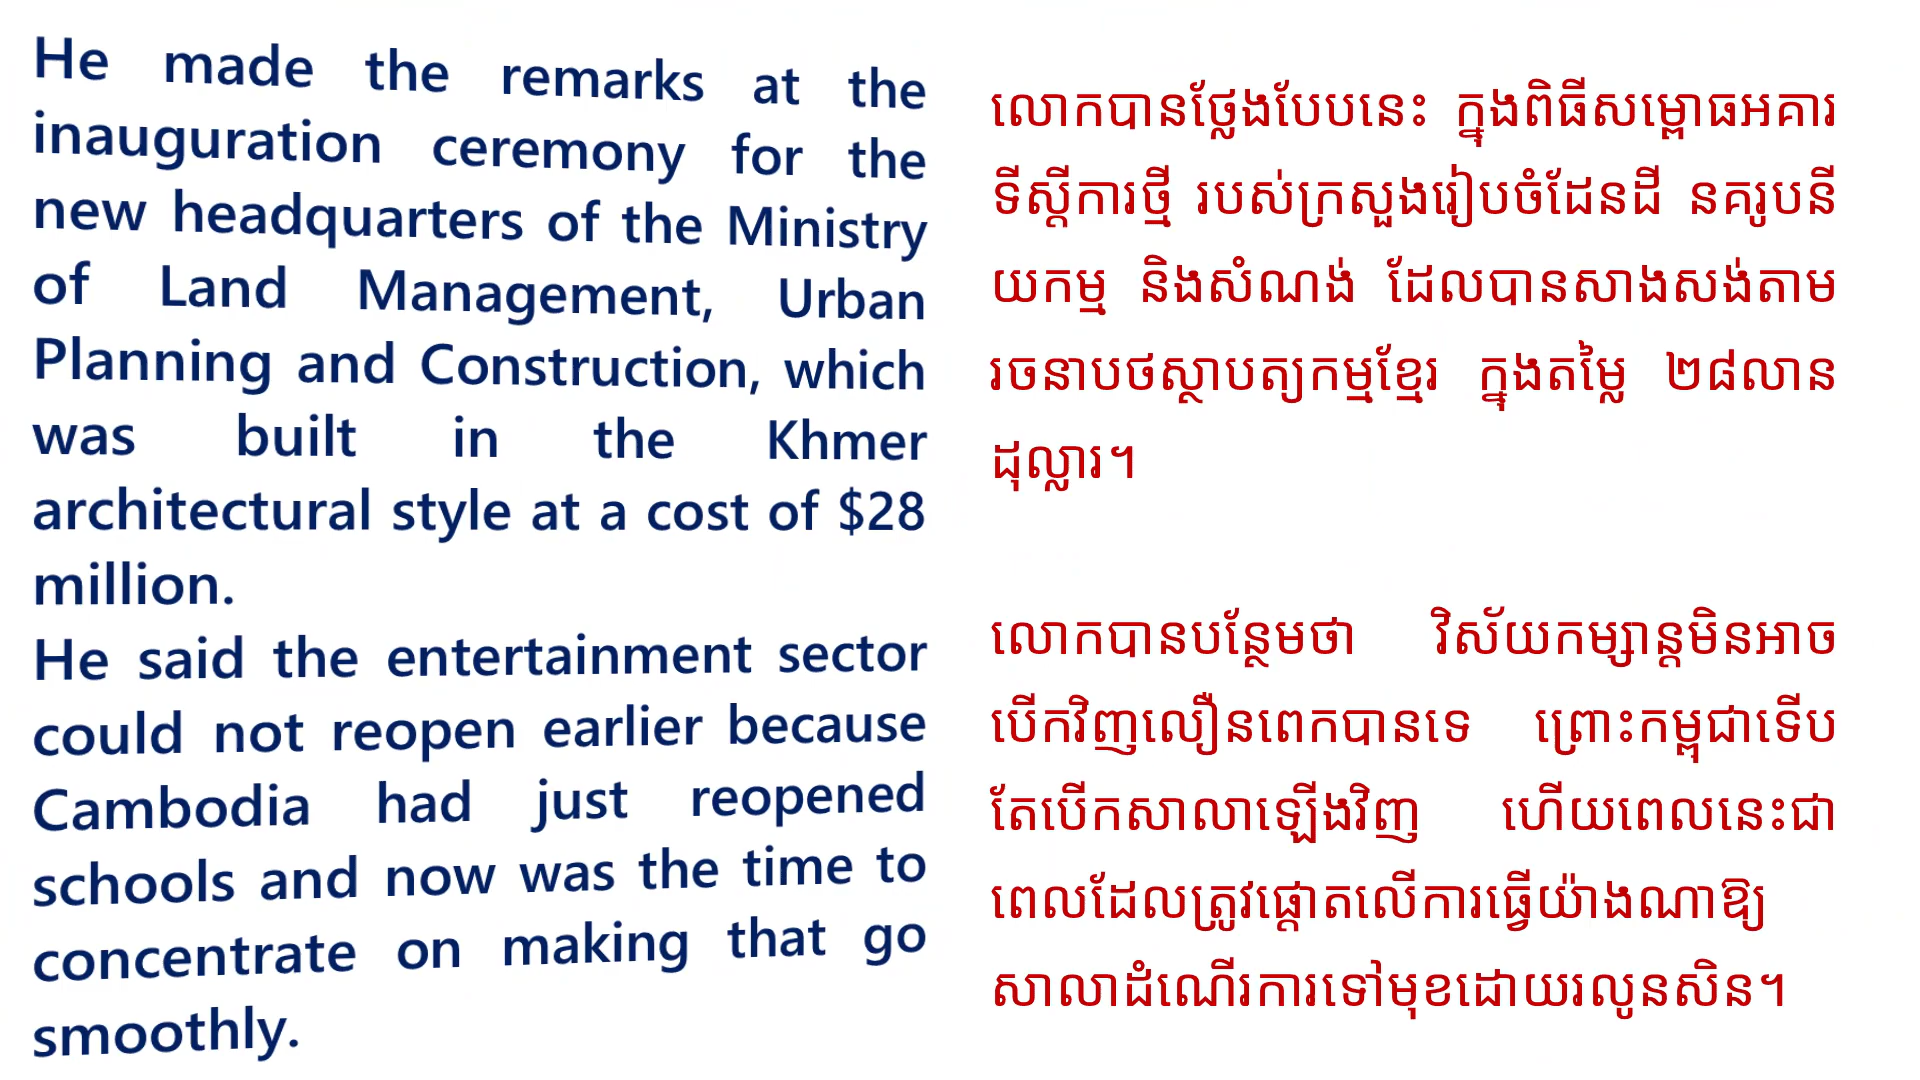 He made the remarks at the
inauguration ceremony for the
new headquarters of the Ministry
of Land Management, Urban
Planning and Construction, which
was built in the Khmer
architectural style at a cost of $28
million.
He said the entertainment sector
could not reopen earlier because
Cambodia had just reopened
schools and now was the time to
concentrate on making that go
smoothly.
លោកបានថ្លែងបែបនេះ ក្នុងពិធីសម្ពោធអគារ
ទីស្តីការថ្មី របស់ក្រសួងរៀបចំដែនដី នគរូបនី
យកម្ម និងសំណង់ ដែលបានសាងសង់តាម
រចនាបថស្ថាបត្យកម្មខ្មែរ ក្នុងតម្លៃ ២៨លាន
ដុល្លារ។
លោកបានបន្ថែមថា វិស័យកម្សាន្តមិនអាច
បើកវិញលឿនពេកបានទេ ព្រោះកម្ពុជាទើប
តែបើកសាលាឡើងវិញ ហើយពេលនេះជា
ពេលដែលត្រូវផ្តោតលើការធ្វើយ៉ាងណាឱ្យ
សាលាដំណើរការទៅមុខដោយរលូនសិន។